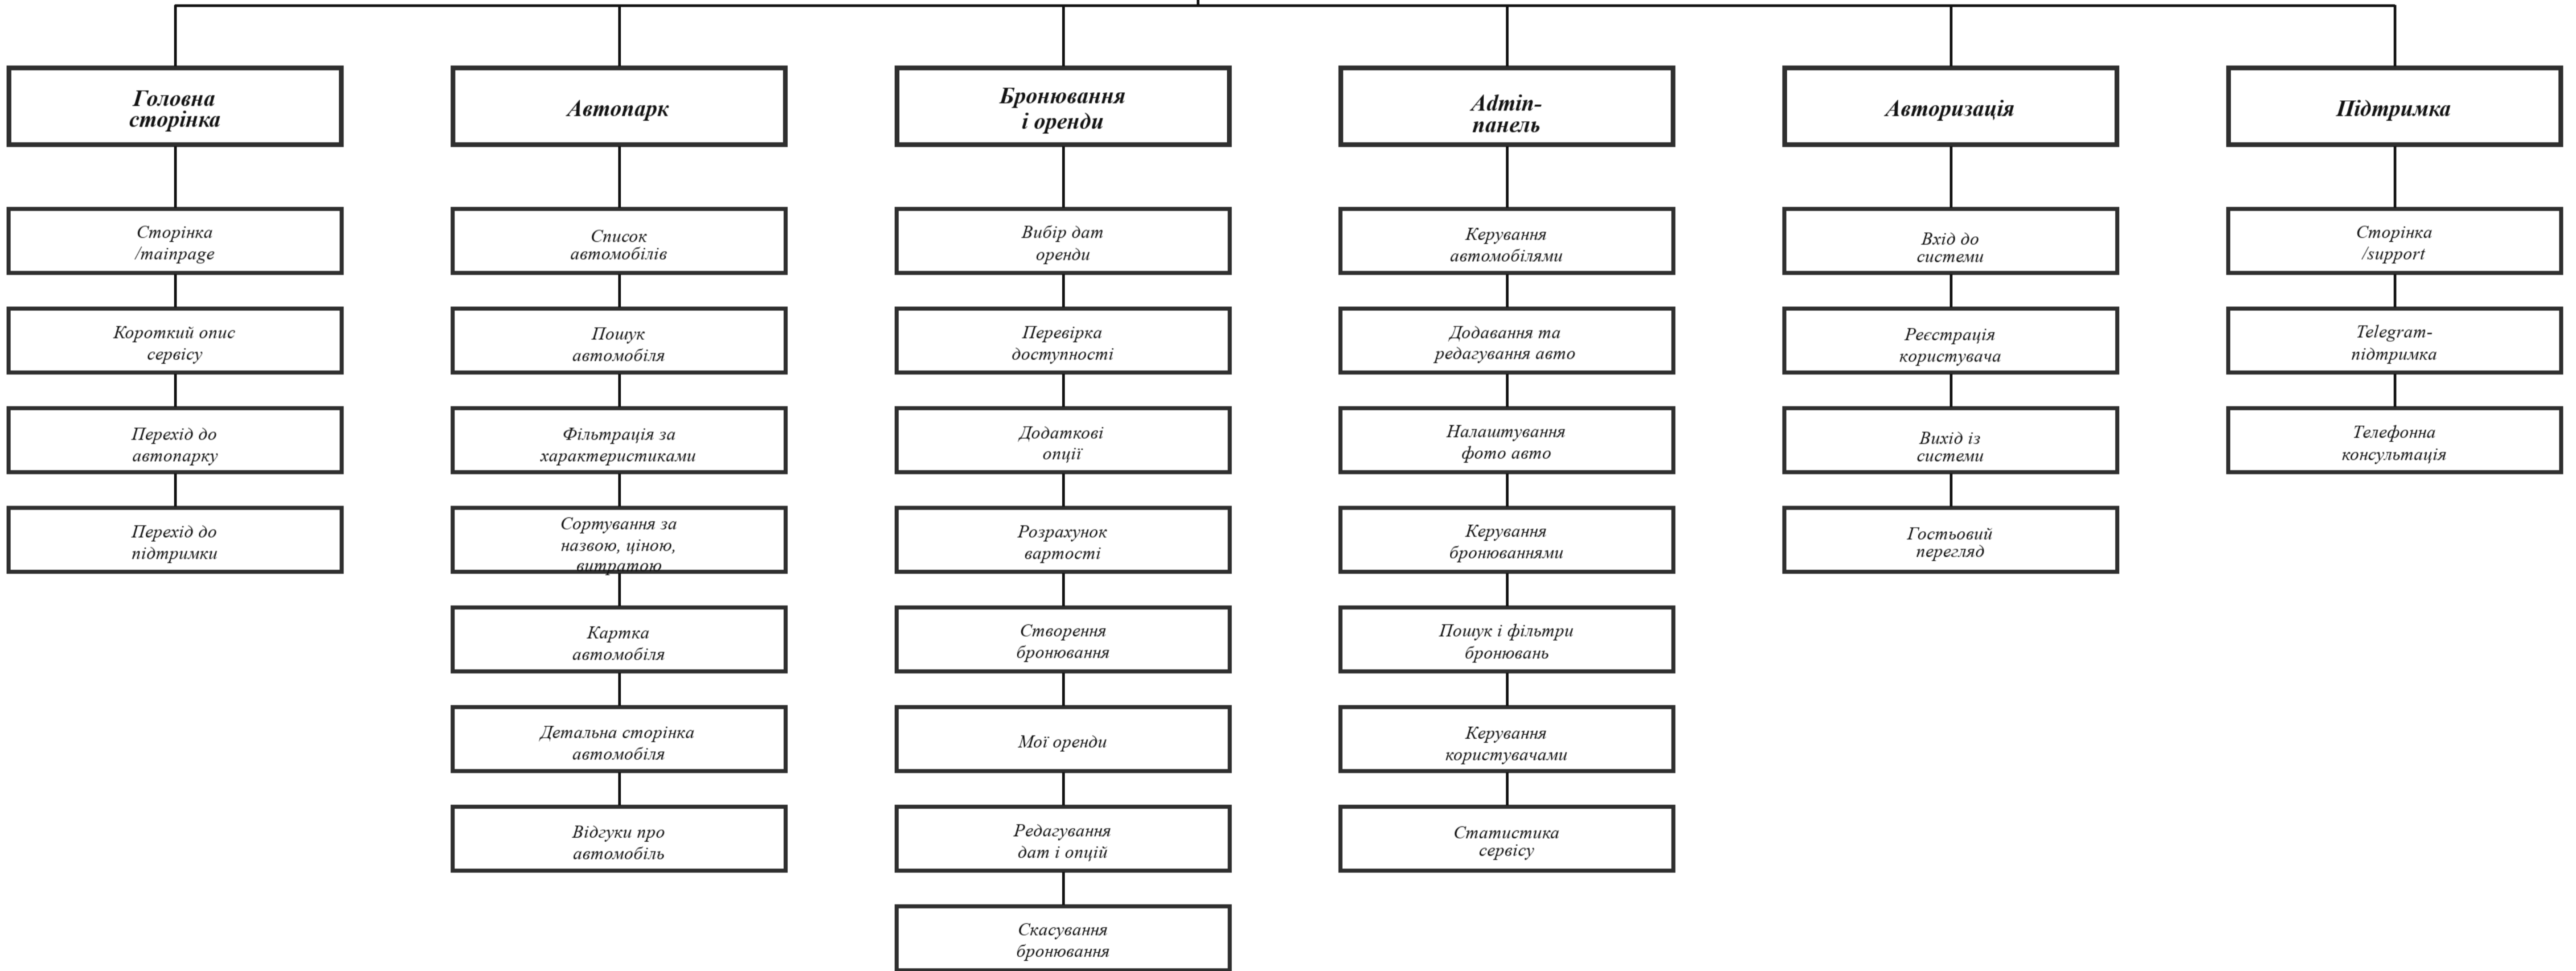 Головна
сторінка
Сторінка
/mainpage
Короткий опис
сервісу
Перехід до
автопарку
Перехід до
підтримки
Автопарк
Список
автомобілів
Пошук
автомобіля
Фільтрація за
характеристиками
Сортування за
назвою, ціною,
витратою
Картка
автомобіля
Детальна сторінка
автомобіля
Відгуки про
автомобіль
Бронювання
і оренди
Вибір дат
оренди
Перевірка
доступності
Додаткові
опції
Розрахунок
вартості
Створення
бронювання
Мої оренди
Редагування
дат і опцій
Скасування
бронювання
Admin-
панель
Керування
автомобілями
Додавання та
редагування авто
Налаштування
фото авто
Керування
бронюваннями
Пошук і фільтри
бронювань
Керування
користувачами
Статистика
сервісу
Авторизація
Вхід до
системи
Реєстрація
користувача
Вихід із
системи
Гостьовий
перегляд
Підтримка
Сторінка
/support
Telegram-
підтримка
Телефонна
консультація